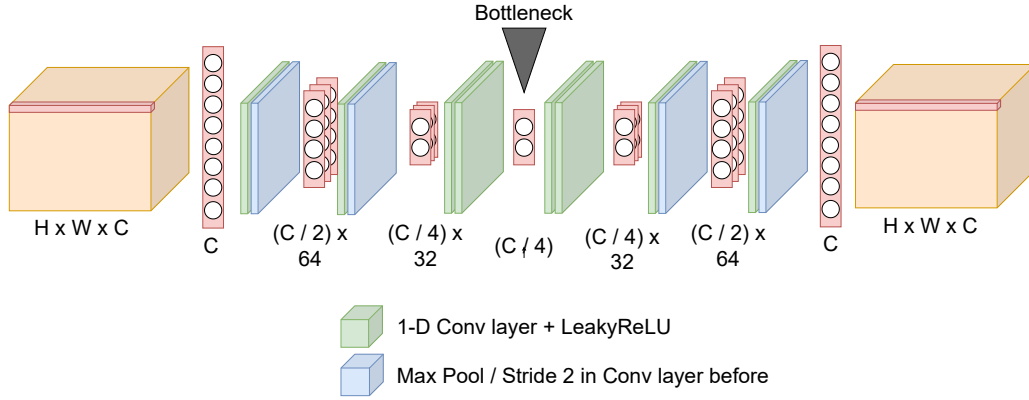 Bottleneck
H x W x C
C
(C / 2) x
64
(C / 4) x
32
(C / 4)
(C / 4) x
32
(C / 2) x
64
C
H x W x C
1-D Conv layer + LeakyReLU
Max Pool / Stride 2 in Conv layer before